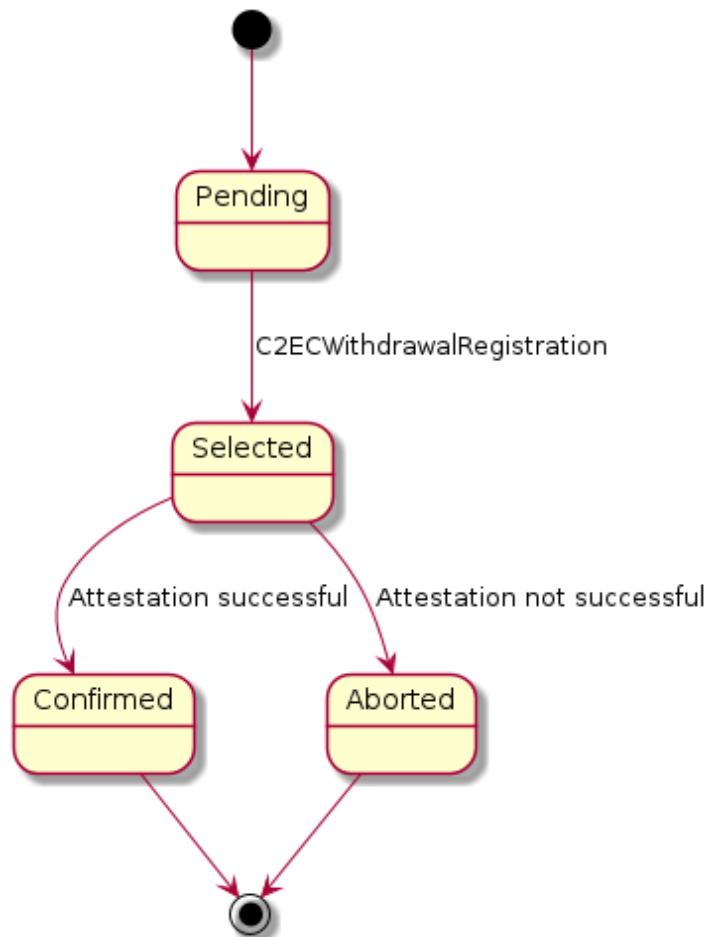 Pending
C2ECWithdrawalRegistration
Selected
Attestation successful
Attestation not successful
Confirmed
Aborted